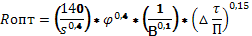 Rопт = (140/s^0,4) * φ^0,4 * (1/B^0,1) * (Δ τ/П)^0,15